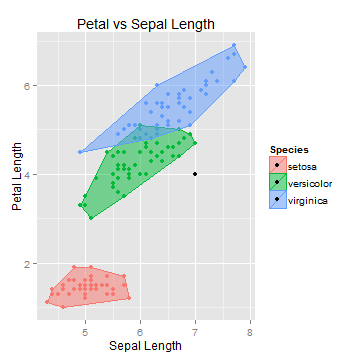 Petal vs Sepal Length
Petal Length
6
4
2
5
6
7
8
Sepal Length
Species
setosa
versicolor
virginica